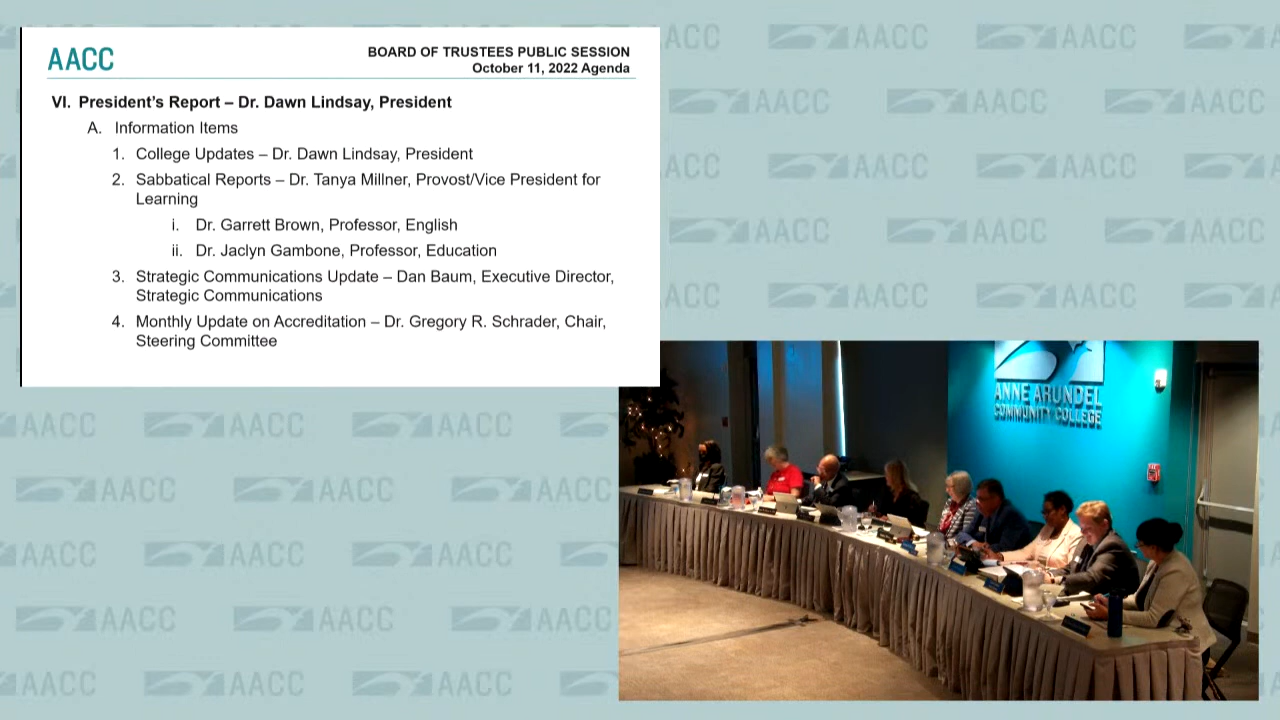 AACC
BOARD OF TRUSTEES PUBLIC SESSION
October 11, 2022 Agenda
VI. President's Report – Dr. Dawn Lindsay, President
A. Information Items
1. College Updates – Dr. Dawn Lindsay, President
2. Sabbatical Reports – Dr. Tanya Millner, Provost/Vice President for
Learning
i. Dr. Garrett Brown, Professor, English
ii. Dr. Jaclyn Gambone, Professor, Education
3. Strategic Communications Update – Dan Baum, Executive Director,
Strategic Communications
4. Monthly Update on Accreditation – Dr. Gregory R. Schrader, Chair,
Steering Committee
ANNE ARUNDEL
COMMUNITY COLLEGE
AACC